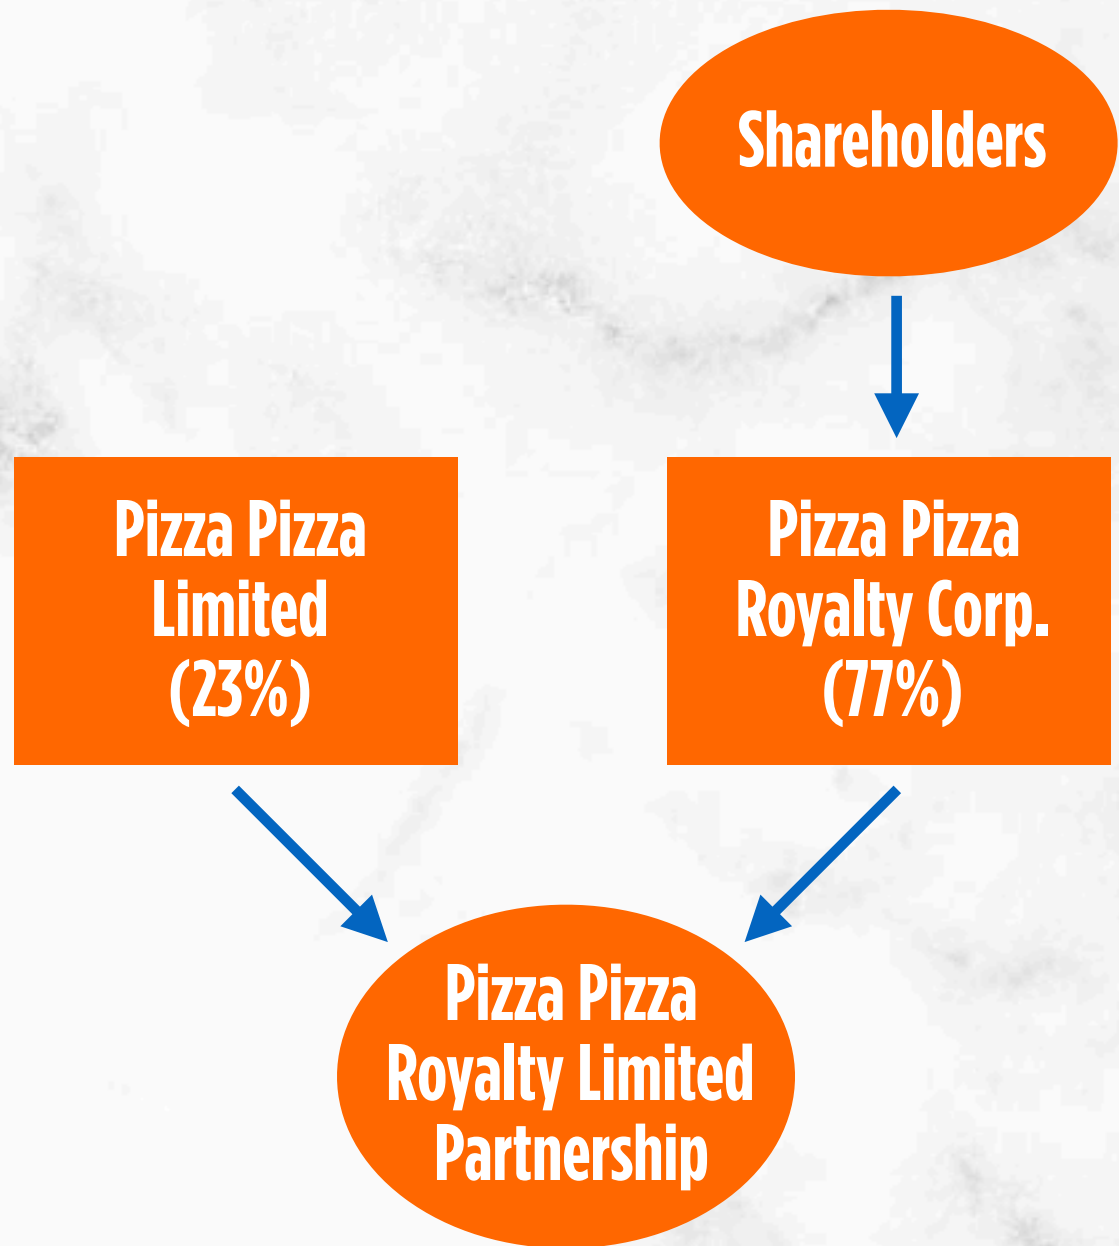 Shareholders
Pizza Pizza
Limited
(23%)
Pizza Pizza
Royalty Corp.
(77%)
Pizza Pizza
Royalty Limited
Partnership